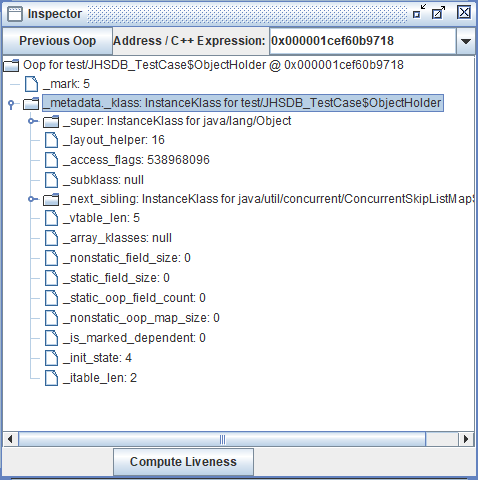 Inspector
Previous Oop Address / C++ Expression: 0x000001cef60b9718
Oop for test/JHSDB_TestCase$ObjectHolder @ 0x000001cef60b9718
_mark: 5
_metadata._klass: InstanceKlass for test/JHSDB_TestCase$ObjectHolder
_super: InstanceKlass for java/lang/Object
_layout_helper: 16
_access_flags: 538968096
_subklass: null
_next_sibling: InstanceKlass for java/util/concurrent/ConcurrentSkipListMap$
_vtable_len: 5
_array_klasses: null
_nonstatic_field_size: 0
_static_field_size: 0
_static_oop_field_count: 0
_nonstatic_oop_map_size: 0
_is_marked_dependent: 0
_init_state: 4
_itable_len: 2
Compute Liveness